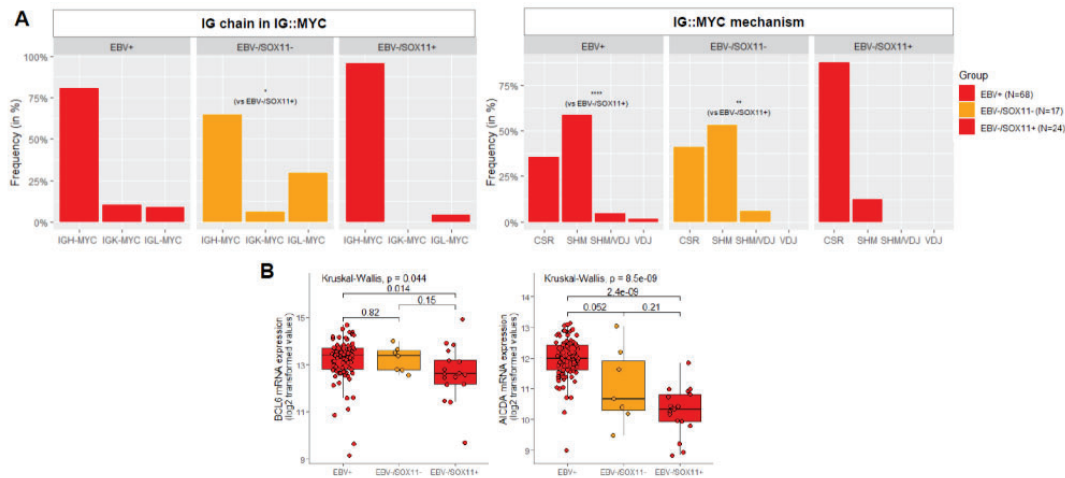 A
IG chain in IG::MYC
EBV+ EBV-/SOX11- EBV-/SOX11+
Frequency (in %)
100%
75%
50%
25%
0%
*
(vs EBV-/SOX11+)
IGH-MYC IGK-MYC IGL-MYC IGH-MYC IGK-MYC IGL-MYC IGH-MYC IGK-MYC IGL-MYC
IG::MYC mechanism
EBV+ EBV-/SOX11- EBV-/SOX11+
Frequency (in %)
75%
50%
25%
0%
****
(vs EBV-/SOX11+)
**
(vs EBV-/SOX11+)
CSR SHM SHM/VDJ VDJ CSR SHM SHM/VDJ VDJ CSR SHM SHM/VDJ VDJ
Group
EBV+ (N=68)
EBV-/SOX11- (N=17)
EBV-/SOX11+ (N=24)
B
Kruskal-Wallis, p = 0.044
0.014
0.82
0.15
BCL6 mRNA expression
(log2 transformed values)
15
13
11
9
EBV+ EBV-/SOX11- EBV-/SOX11+
Kruskal-Wallis, p = 8.5e-09
2.4e-09
0.052
0.21
AICDA mRNA expression
(log2 transformed values)
14
13
12
11
10
9
EBV+ EBV-/SOX11- EBV-/SOX11+